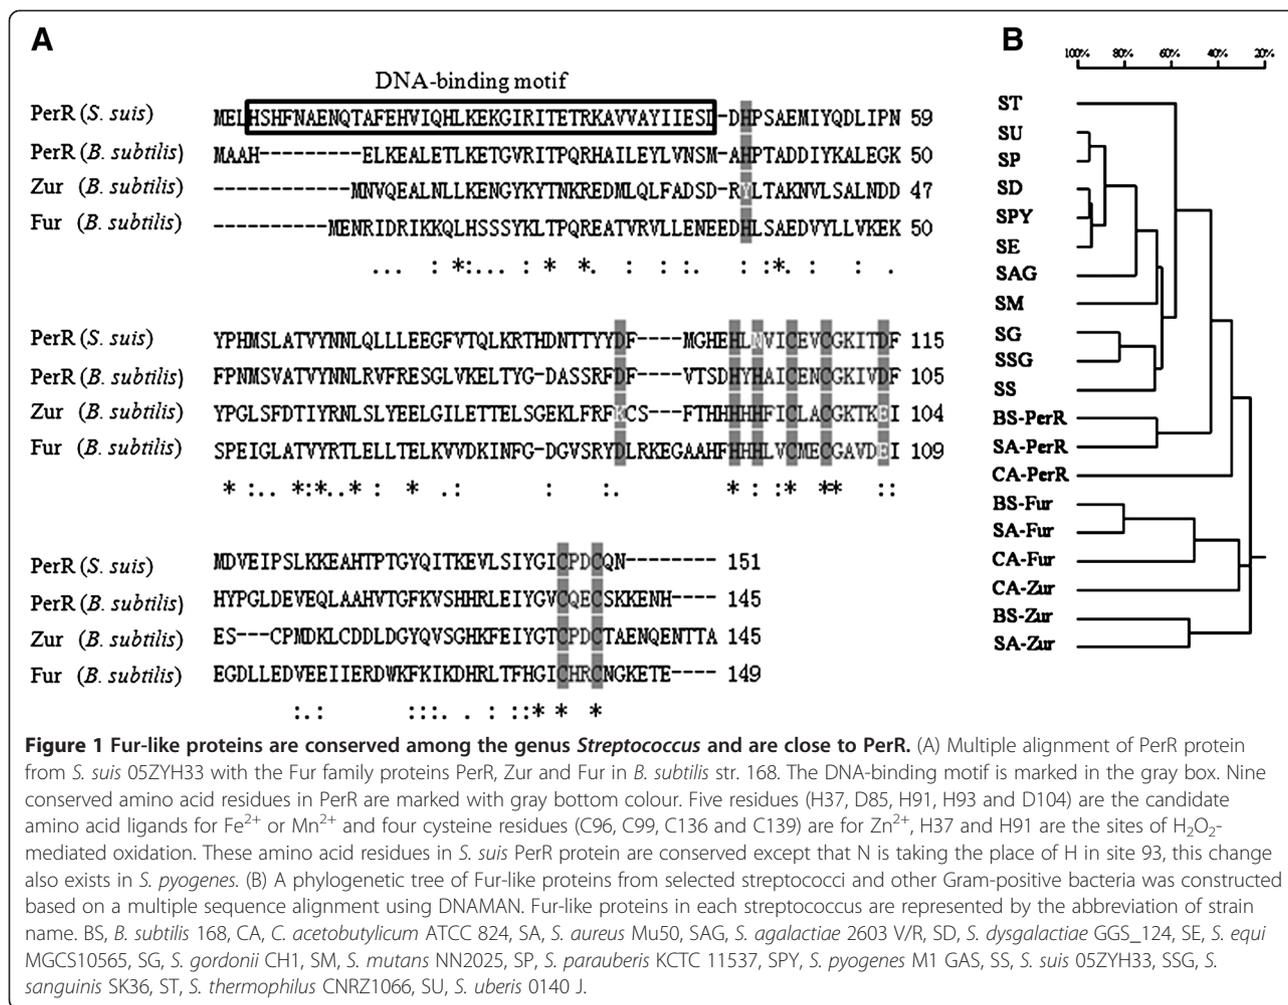 A
B
DNA-binding motif
PerR (S. suis) MELHSHFNAENQTAFEHVIQHLKEKGIRITETRKAVVAYIIESL-DHPSAEMIYQDLIPN 59
PerR (B. subtilis) MAAH---------ELKEALETLKETGVRITPQRHAILEYLVNSM-AHPTADDIYKALEGK 50
Zur (B. subtilis) ------------MNVQEALNLLKENGYKYTNKREDMLQLFADSD-RYLTAKNVLSALNDD 47
Fur (B. subtilis) ----------MENRIDRIKKQLHSSSYKLTPQREATVRVLLENEEDHLSAEDVYLLVKEK 50
... : *:... : * *. : : :. : :*. : : .
PerR (S. suis) YPHMSLATVYNNLQLLLEEGFVTQLKRTHDNTTYYDF----MGHEHLNVICEVCGKITDF 115
PerR (B. subtilis) FPNMSVATVYNNLRVFRESGLVKELTYG-DASSRFDF----VTSDHYHAICENCGKIVDF 105
Zur (B. subtilis) YPGLSFDTIYRNLSLYEELGILETTELSGEKLFRFKCS---FTHHHHHFICLACGKTKEI 104
Fur (B. subtilis) SPEIGLATVYRTLELLTELKVVDKINFG-DGVSRYDLRKEGAAHFHHHLVCMECGAVDEI 109
* :.. *:*..* : * .: : :. * : :* ** ::
PerR (S. suis) MDVEIPSLKKEAHTPTGYQITKEVLSIYGICPDCQN-------- 151
PerR (B. subtilis) HYPGLDEVEQLAAHVTGFKVSHHRLEIYGVCQECSKKENH---- 145
Zur (B. subtilis) ES---CPMDKLCDDLDGYQVSGHKFEIYGTCPDCTAENQENTTA 145
Fur (B. subtilis) EGDLLEDVEEIIERDWKFKIKDHRLTFHGICHRCNGKETE---- 149
:.: :::. . : ::* * *
100% 80% 60% 40% 20%
ST
SU
SP
SD
SPY
SE
SAG
SM
SG
SSG
SS
BS-PerR
SA-PerR
CA-PerR
BS-Fur
SA-Fur
CA-Fur
CA-Zur
BS-Zur
SA-Zur
Figure 1 Fur-like proteins are conserved among the genus Streptococcus and are close to PerR. (A) Multiple alignment of PerR protein
from S. suis 05ZYH33 with the Fur family proteins PerR, Zur and Fur in B. subtilis str. 168. The DNA-binding motif is marked in the gray box. Nine
conserved amino acid residues in PerR are marked with gray bottom colour. Five residues (H37, D85, H91, H93 and D104) are the candidate
amino acid ligands for Fe2+ or Mn2+ and four cysteine residues (C96, C99, C136 and C139) are for Zn2+, H37 and H91 are the sites of H2O2-
mediated oxidation. These amino acid residues in S. suis PerR protein are conserved except that N is taking the place of H in site 93, this change
also exists in S. pyogenes. (B) A phylogenetic tree of Fur-like proteins from selected streptococci and other Gram-positive bacteria was constructed
based on a multiple sequence alignment using DNAMAN. Fur-like proteins in each streptococcus are represented by the abbreviation of strain
name. BS, B. subtilis 168, CA, C. acetobutylicum ATCC 824, SA, S. aureus Mu50, SAG, S. agalactiae 2603 V/R, SD, S. dysgalactiae GGS_124, SE, S. equi
MGCS10565, SG, S. gordonii CH1, SM, S. mutans NN2025, SP, S. parauberis KCTC 11537, SPY, S. pyogenes M1 GAS, SS, S. suis 05ZYH33, SSG, S.
sanguinis SK36, ST, S. thermophilus CNRZ1066, SU, S. uberis 0140 J.